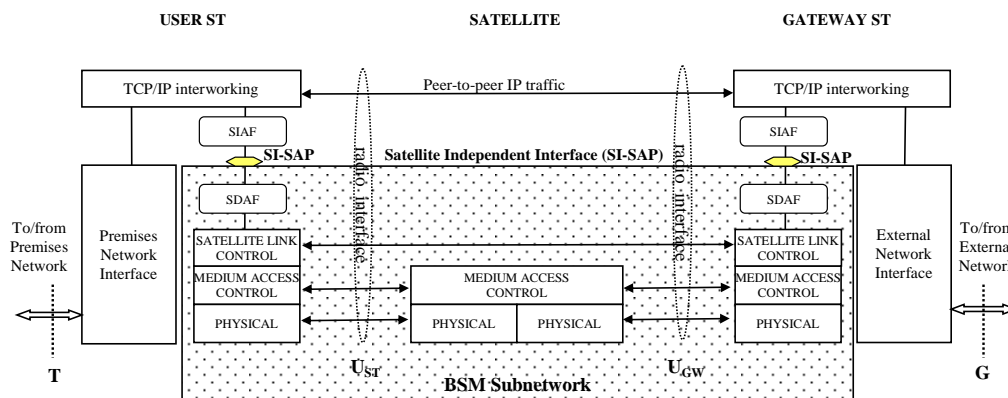 USER ST
SATELLITE
GATEWAY ST
TCP/IP interworking
Peer-to-peer IP traffic
TCP/IP interworking
SIAF
SIAF
SI-SAP
Satellite Independent Interface (SI-SAP)
SI-SAP
radio interface
radio interface
SDAF
SDAF
To/from
Premises
Network
Premises
Network
Interface
SATELLITE LINK
CONTROL
SATELLITE LINK
CONTROL
External
Network
Interface
To/from
External
Network
MEDIUM ACCESS
CONTROL
MEDIUM ACCESS
CONTROL
MEDIUM ACCESS
CONTROL
PHYSICAL
PHYSICAL
PHYSICAL
PHYSICAL
T
UST
UGW
G
BSM Subnetwork